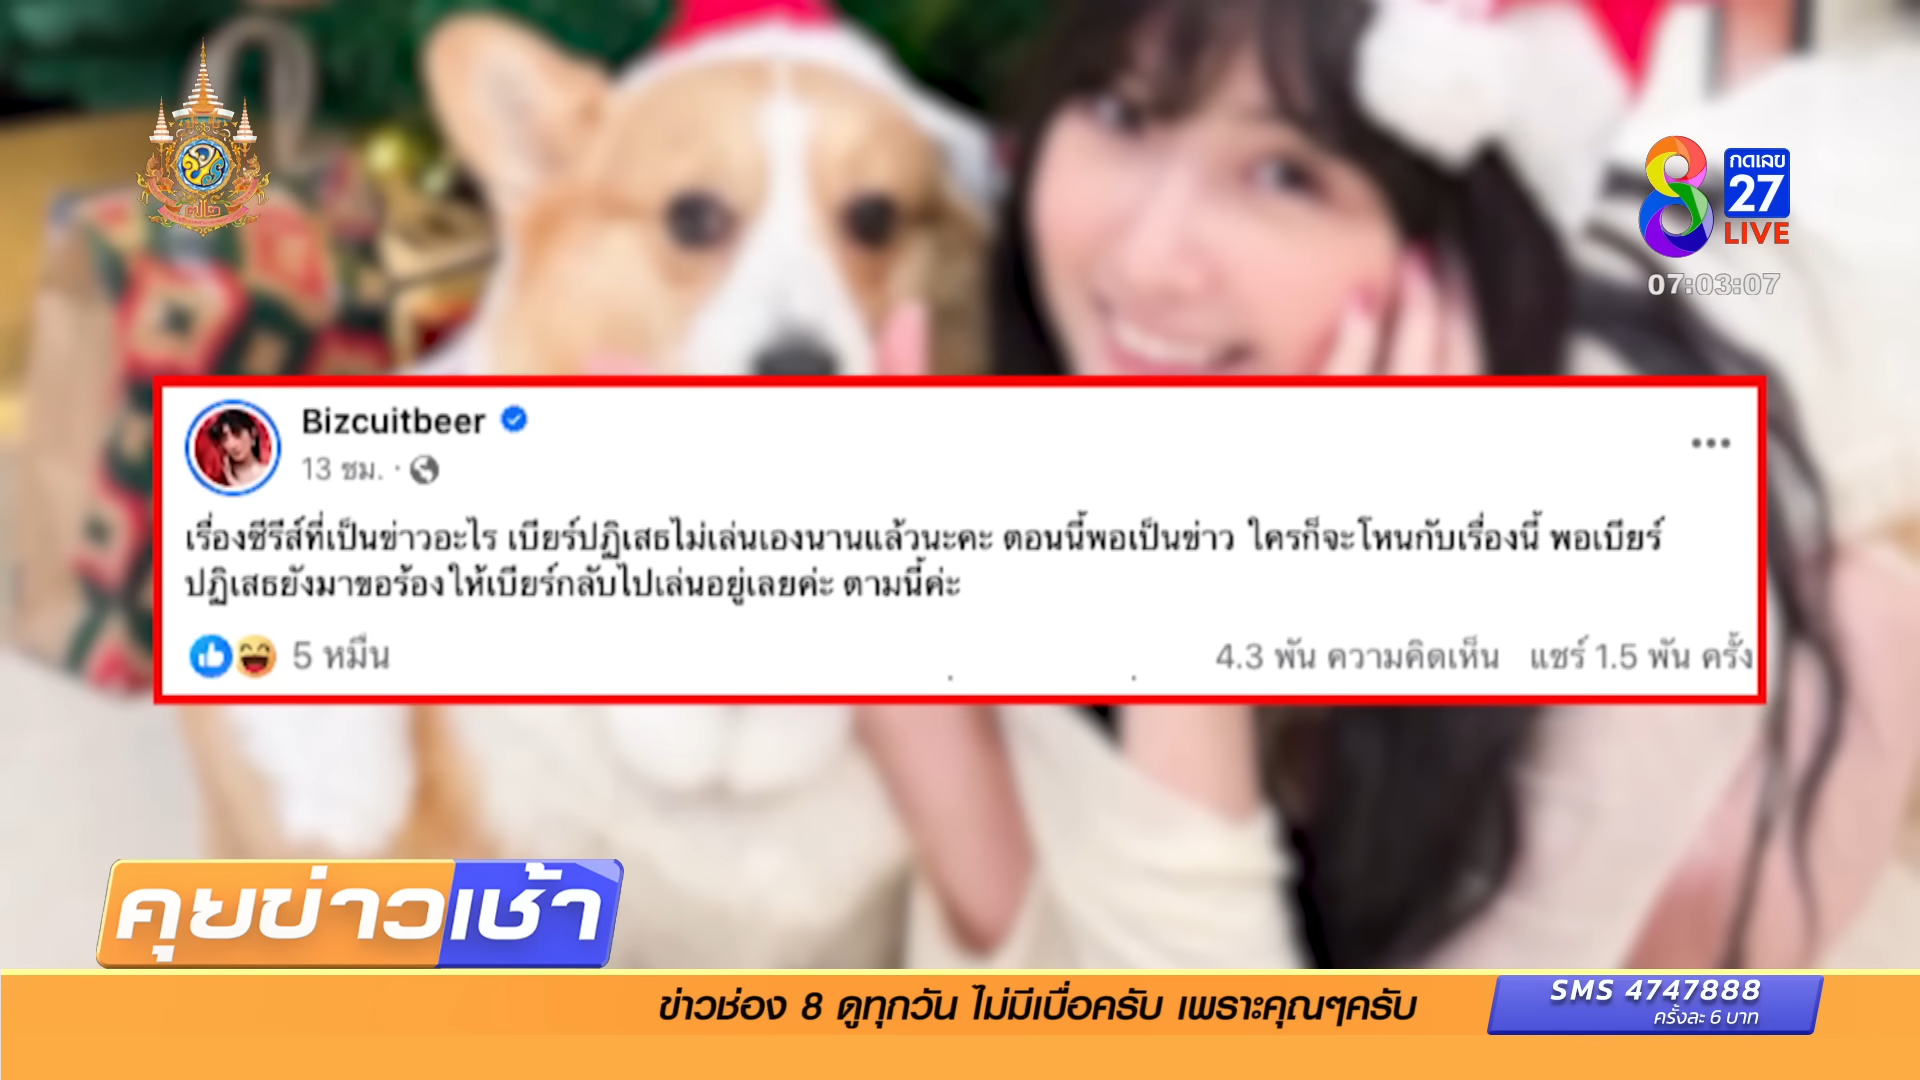 กดเลข
27
LIVE
07:03:07
Bizcuitbeer
13 ชม. ·
เรื่องซีรีส์ที่เป็นข่าวอะไร เบียร์ปฏิเสธไม่เล่นเองนานแล้วนะคะ ตอนนี้พอเป็นข่าว ใครก็จะโหนกับเรื่องนี้ พอเบียร์
ปฏิเสธยังมาขอร้องให้เบียร์กลับไปเล่นอยู่เลยค่ะ ตามนี้ค่ะ
5 หมื่น
4.3 พัน ความคิดเห็น แชร์ 1.5 พัน ครั้ง
คุยข่าวเช้า
ข่าวช่อง 8 ดูทุกวัน ไม่มีเบื่อครับ เพราะคุณๆครับ
SMS 4747888
ครั้งละ 6 บาท